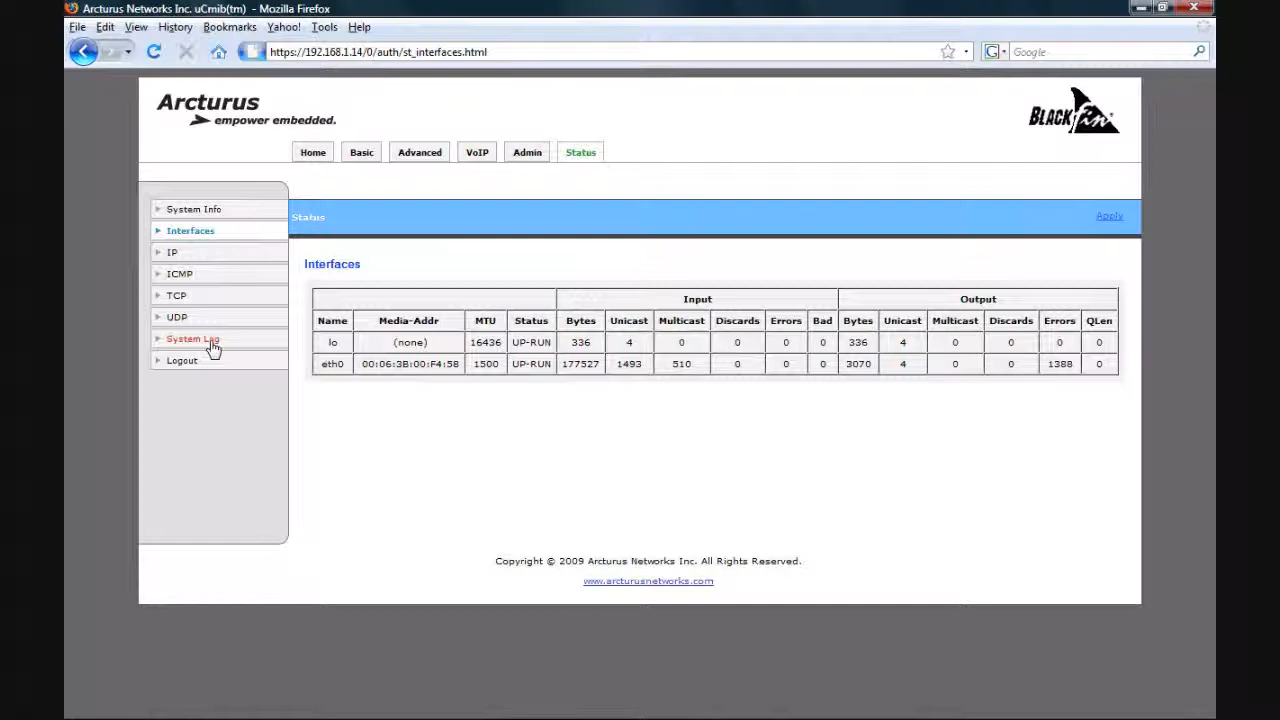 Arcturus Networks Inc. uCmib(tm) - Mozilla Firefox
File Edit View History Bookmarks Yahoo! Tools Help
https://192.168.1.14/0/auth/st_interfaces.html
G Google
Arcturus
empower embedded.
BLACKfin
Home Basic Advanced VoIP Admin Status
System Info
Interfaces
IP
ICMP
TCP
UDP
System Log
Logout
Status Apply
Interfaces
Input Output
Name Media-Addr MTU Status Bytes Unicast Multicast Discards Errors Bad Bytes Unicast Multicast Discards Errors QLen
lo (none) 16436 UP-RUN 336 4 0 0 0 0 336 4 0 0 0 0
eth0 00:06:3B:00:F4:58 1500 UP-RUN 177527 1493 510 0 0 0 3070 4 0 0 1388 0
Copyright © 2009 Arcturus Networks Inc. All Rights Reserved.
www.arcturusnetworks.com